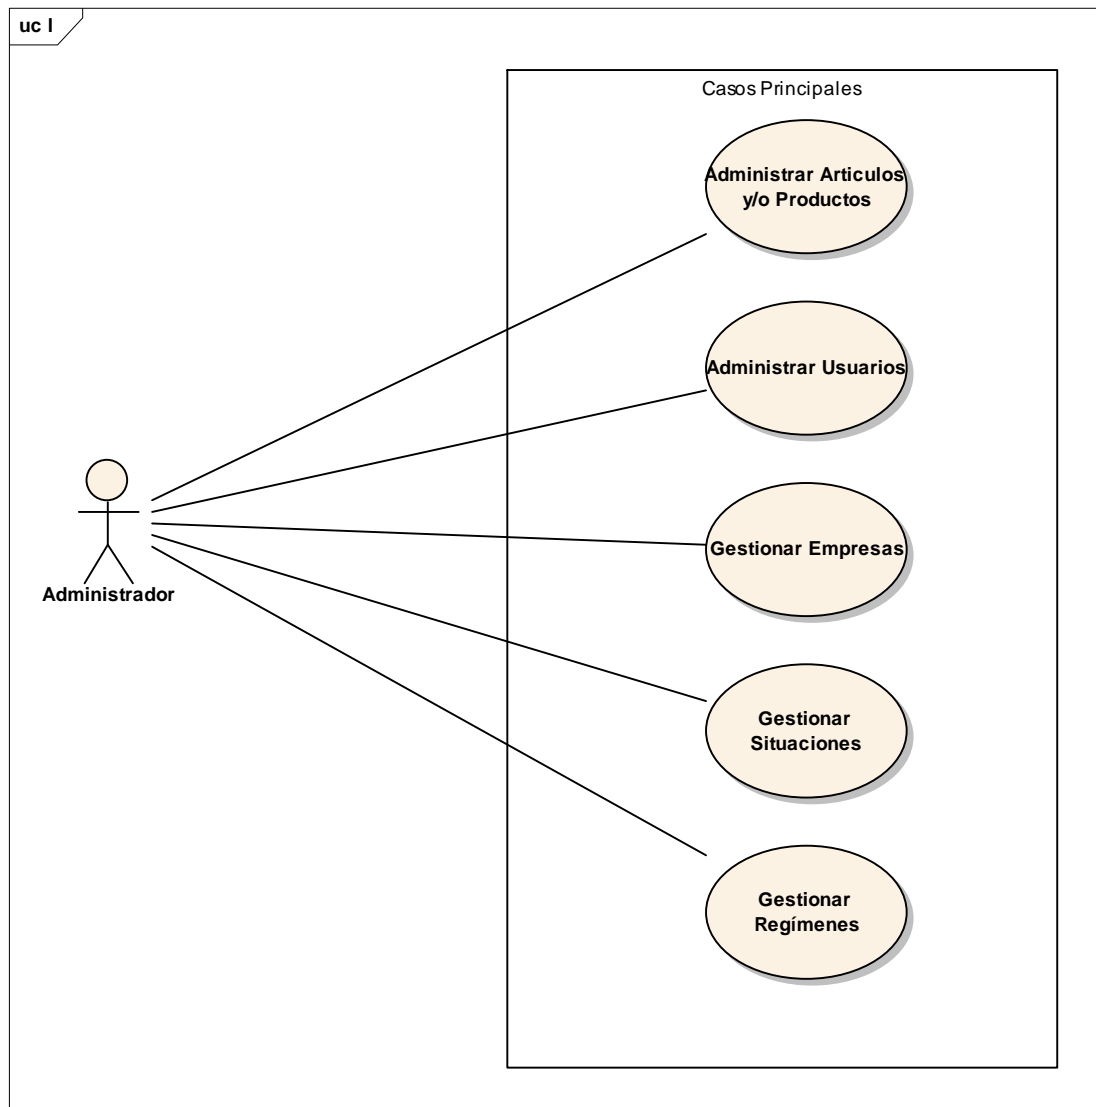 uc I
Casos Principales
Administrar Articulos
y/o Productos
Administrar Usuarios
Gestionar Empresas
Administrador
Gestionar
Situaciones
Gestionar
Regímenes